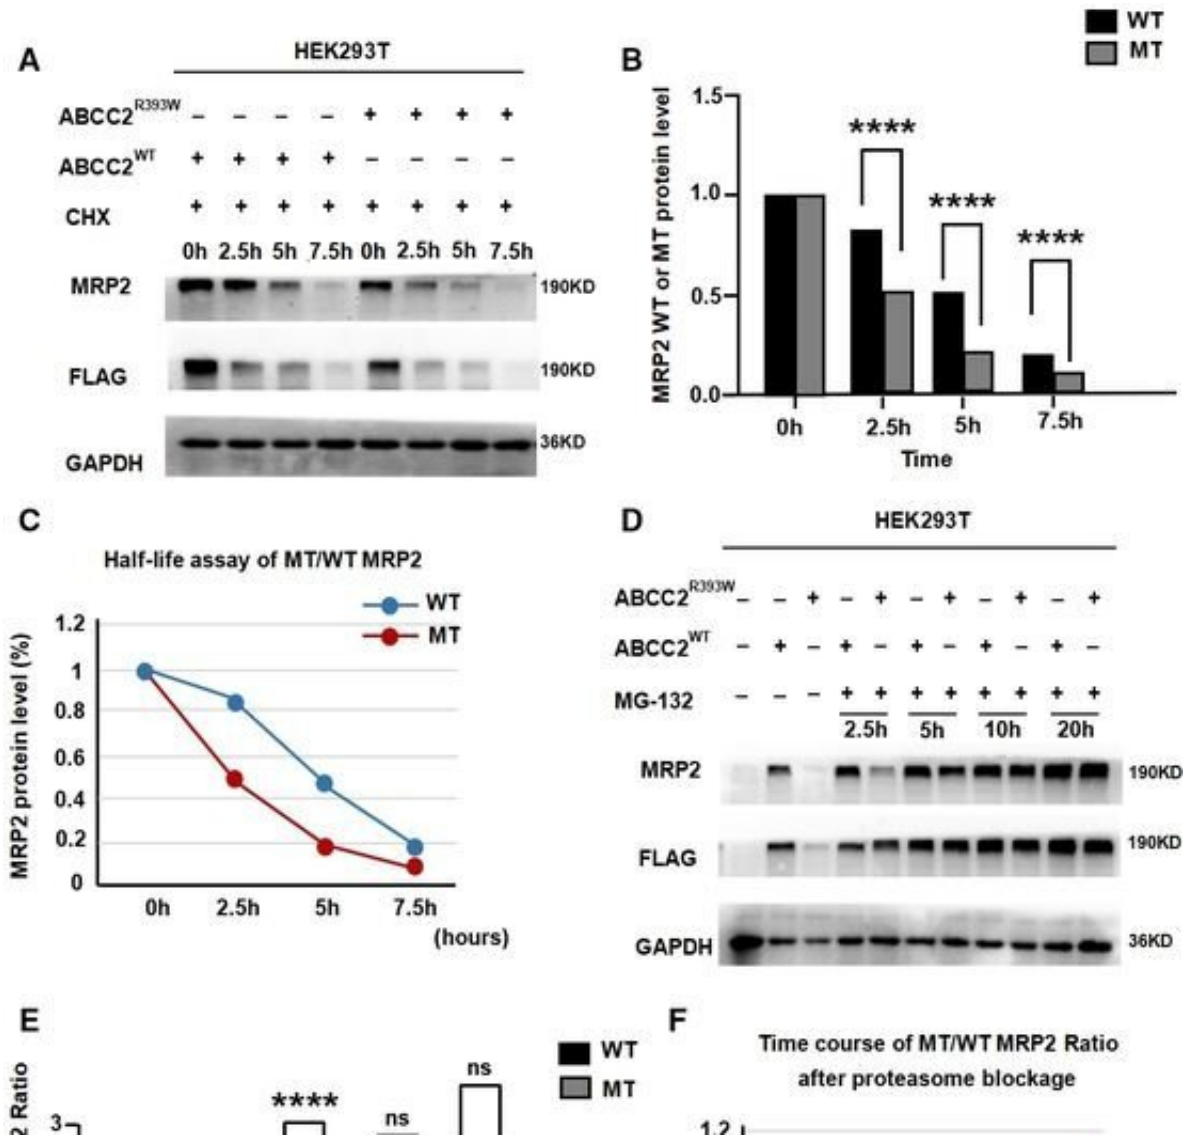 A
HEK293T
ABCC2R393W - - - - + + + +
ABCC2WT + + + + - - - -
CHX + + + + + + + +
0h 2.5h 5h 7.5h 0h 2.5h 5h 7.5h
MRP2 190KD
FLAG 190KD
GAPDH 36KD
B
WT
MT
MRP2 WT or MT protein level
1.5
1.0
0.5
0.0
****
****
****
0h 2.5h 5h 7.5h
Time
C
Half-life assay of MT/WT MRP2
WT
MT
MRP2 protein level (%)
1.2
1
0.8
0.6
0.4
0.2
0
0h 2.5h 5h 7.5h
(hours)
D
HEK293T
ABCC2R393W - - + - + - + - + - +
ABCC2WT - + - + - + - + - + -
MG-132 - - - + + + + + + + +
2.5h 5h 10h 20h
MRP2 190KD
FLAG 190KD
GAPDH 36KD
E
WT
MT
2 Ratio
3
****
ns
ns
F
Time course of MT/WT MRP2 Ratio
after proteasome blockage
1.2